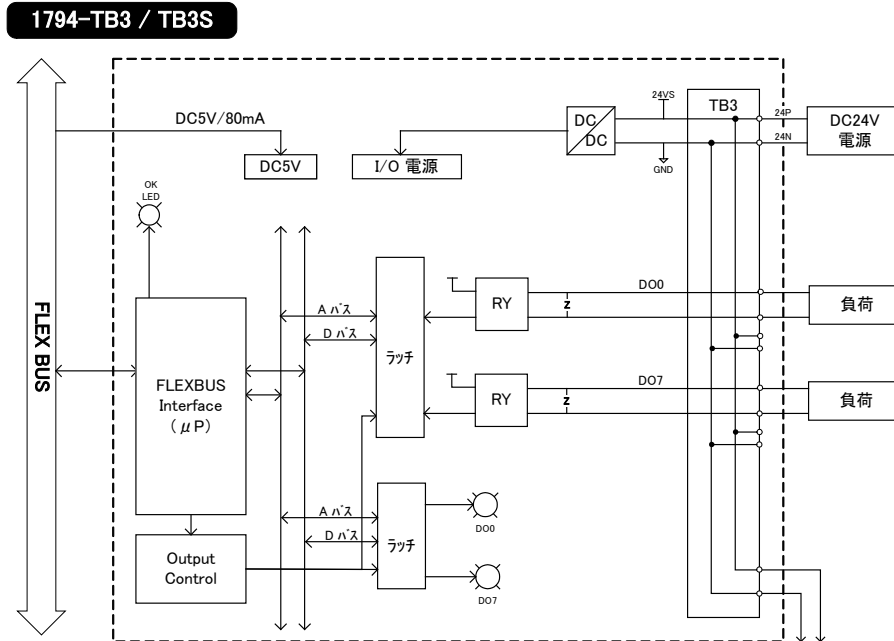 1794-TB3 / TB3S
FLEX BUS
DC5V/80mA
DC5V
I/O 電源
DC
DC
24VS
GND
TB3
24P
24N
DC24V
電源
OK
LED
FLEXBUS
Interface
(μP)
Output
Control
A バス
D バス
ラッチ
RY
Z
DO0
負荷
RY
Z
DO7
負荷
A バス
D バス
ラッチ
DO0
DO7